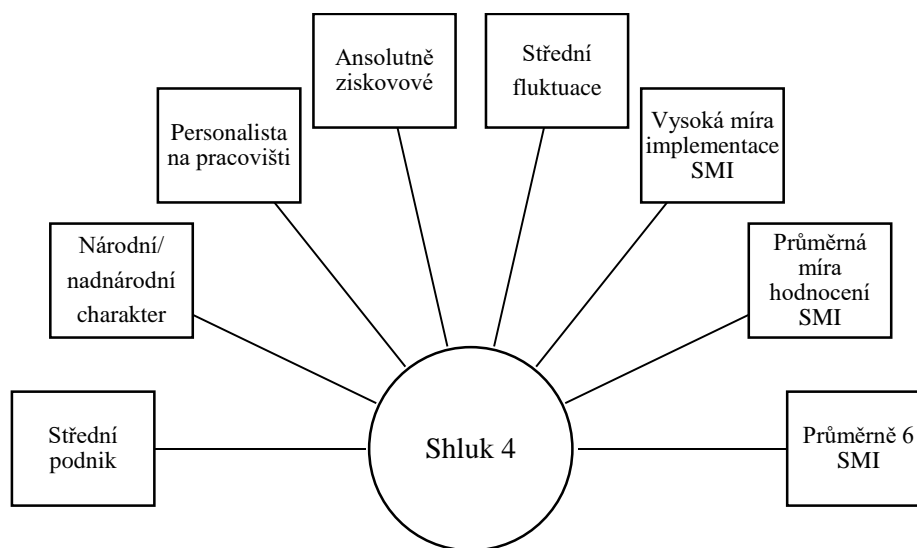 Ansolutně
ziskovové
Střední
fluktuace
Personalista
na pracovišti
Vysoká míra
implementace
SMI
Národní/
nadnárodní
charakter
Průměrná
míra
hodnocení
SMI
Střední
podnik
Shluk 4
Průměrně 6
SMI